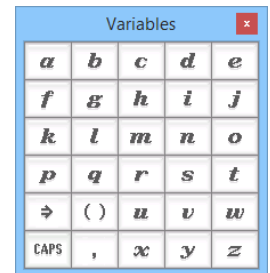 Variables x
a b c d e
f g h i j
k l m n o
p q r s t
⇒ ( ) u v w
CAPS , x y z